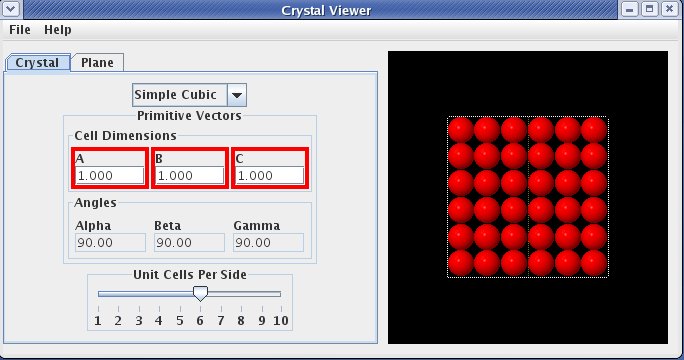 Crystal Viewer
File Help
Crystal Plane
Simple Cubic
Primitive Vectors
Cell Dimensions
A B C
1.000 1.000 1.000
Angles
Alpha Beta Gamma
90.00 90.00 90.00
Unit Cells Per Side
1 2 3 4 5 6 7 8 9 10